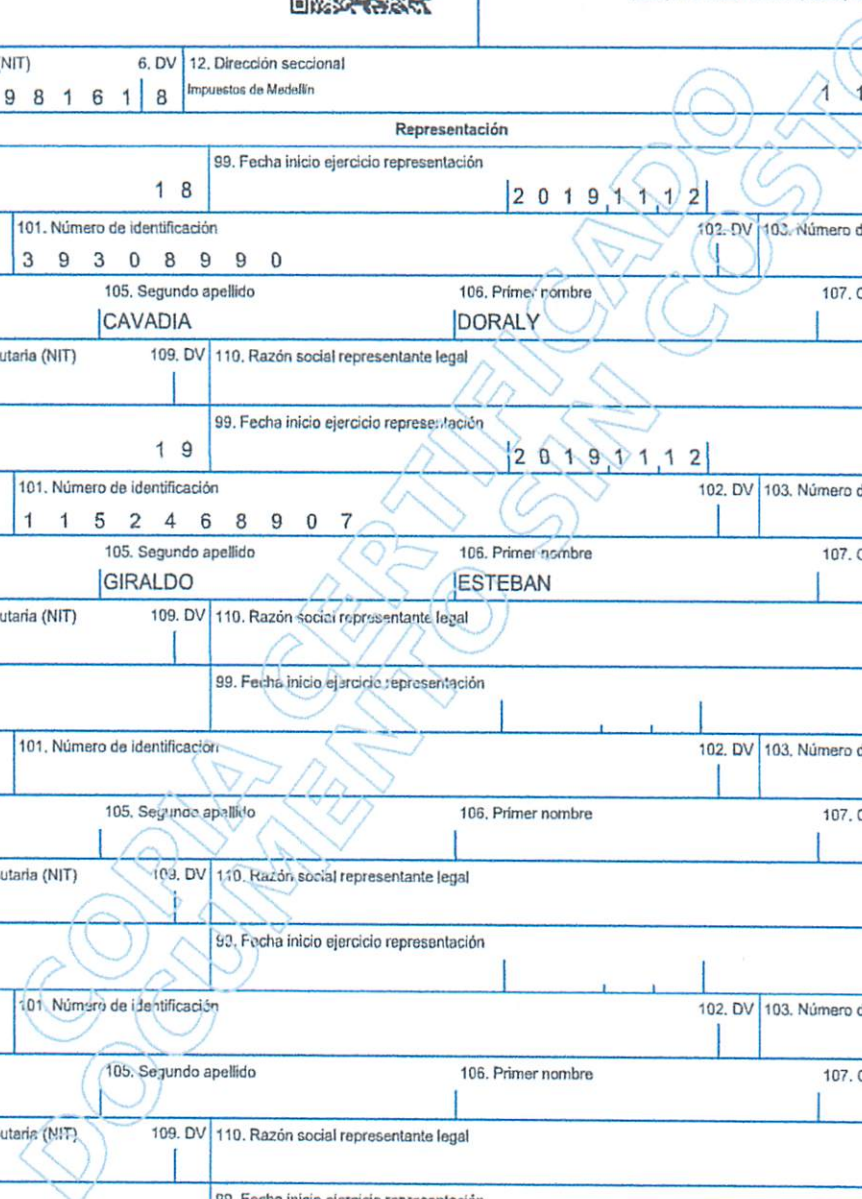 (NIT) 6. DV 12. Dirección seccional
9 8 1 6 1 8 Impuestos de Medellín 1 1
Representación
99. Fecha inicio ejercicio representación
1 8 2 0 1 9 1 1 1 2
101. Número de identificación 102. DV 103. Número d
3 9 3 0 8 9 9 0
105. Segundo apellido 106. Primer nombre 107. O
CAVADIA DORALY
utaria (NIT) 109. DV 110. Razón social representante legal
99. Fecha inicio ejercicio representación
1 9 2 0 1 9 1 1 1 2
101. Número de identificación 102. DV 103. Número d
1 1 5 2 4 6 8 9 0 7
105. Segundo apellido 106. Primer nombre 107. O
GIRALDO ESTEBAN
utaria (NIT) 109. DV 110. Razón social representante legal
99. Fecha inicio ejercicio representación
101. Número de identificación 102. DV 103. Número d
105. Segundo apellido 106. Primer nombre 107. O
utaria (NIT) 109. DV 110. Razón social representante legal
99. Fecha inicio ejercicio representación
101. Número de identificación 102. DV 103. Número d
105. Segundo apellido 106. Primer nombre 107. O
utaria (NIT) 109. DV 110. Razón social representante legal
99. Fecha inicio ejercicio representación
COPIA CERTIFICADO
DOCUMENTO SIN COSTO